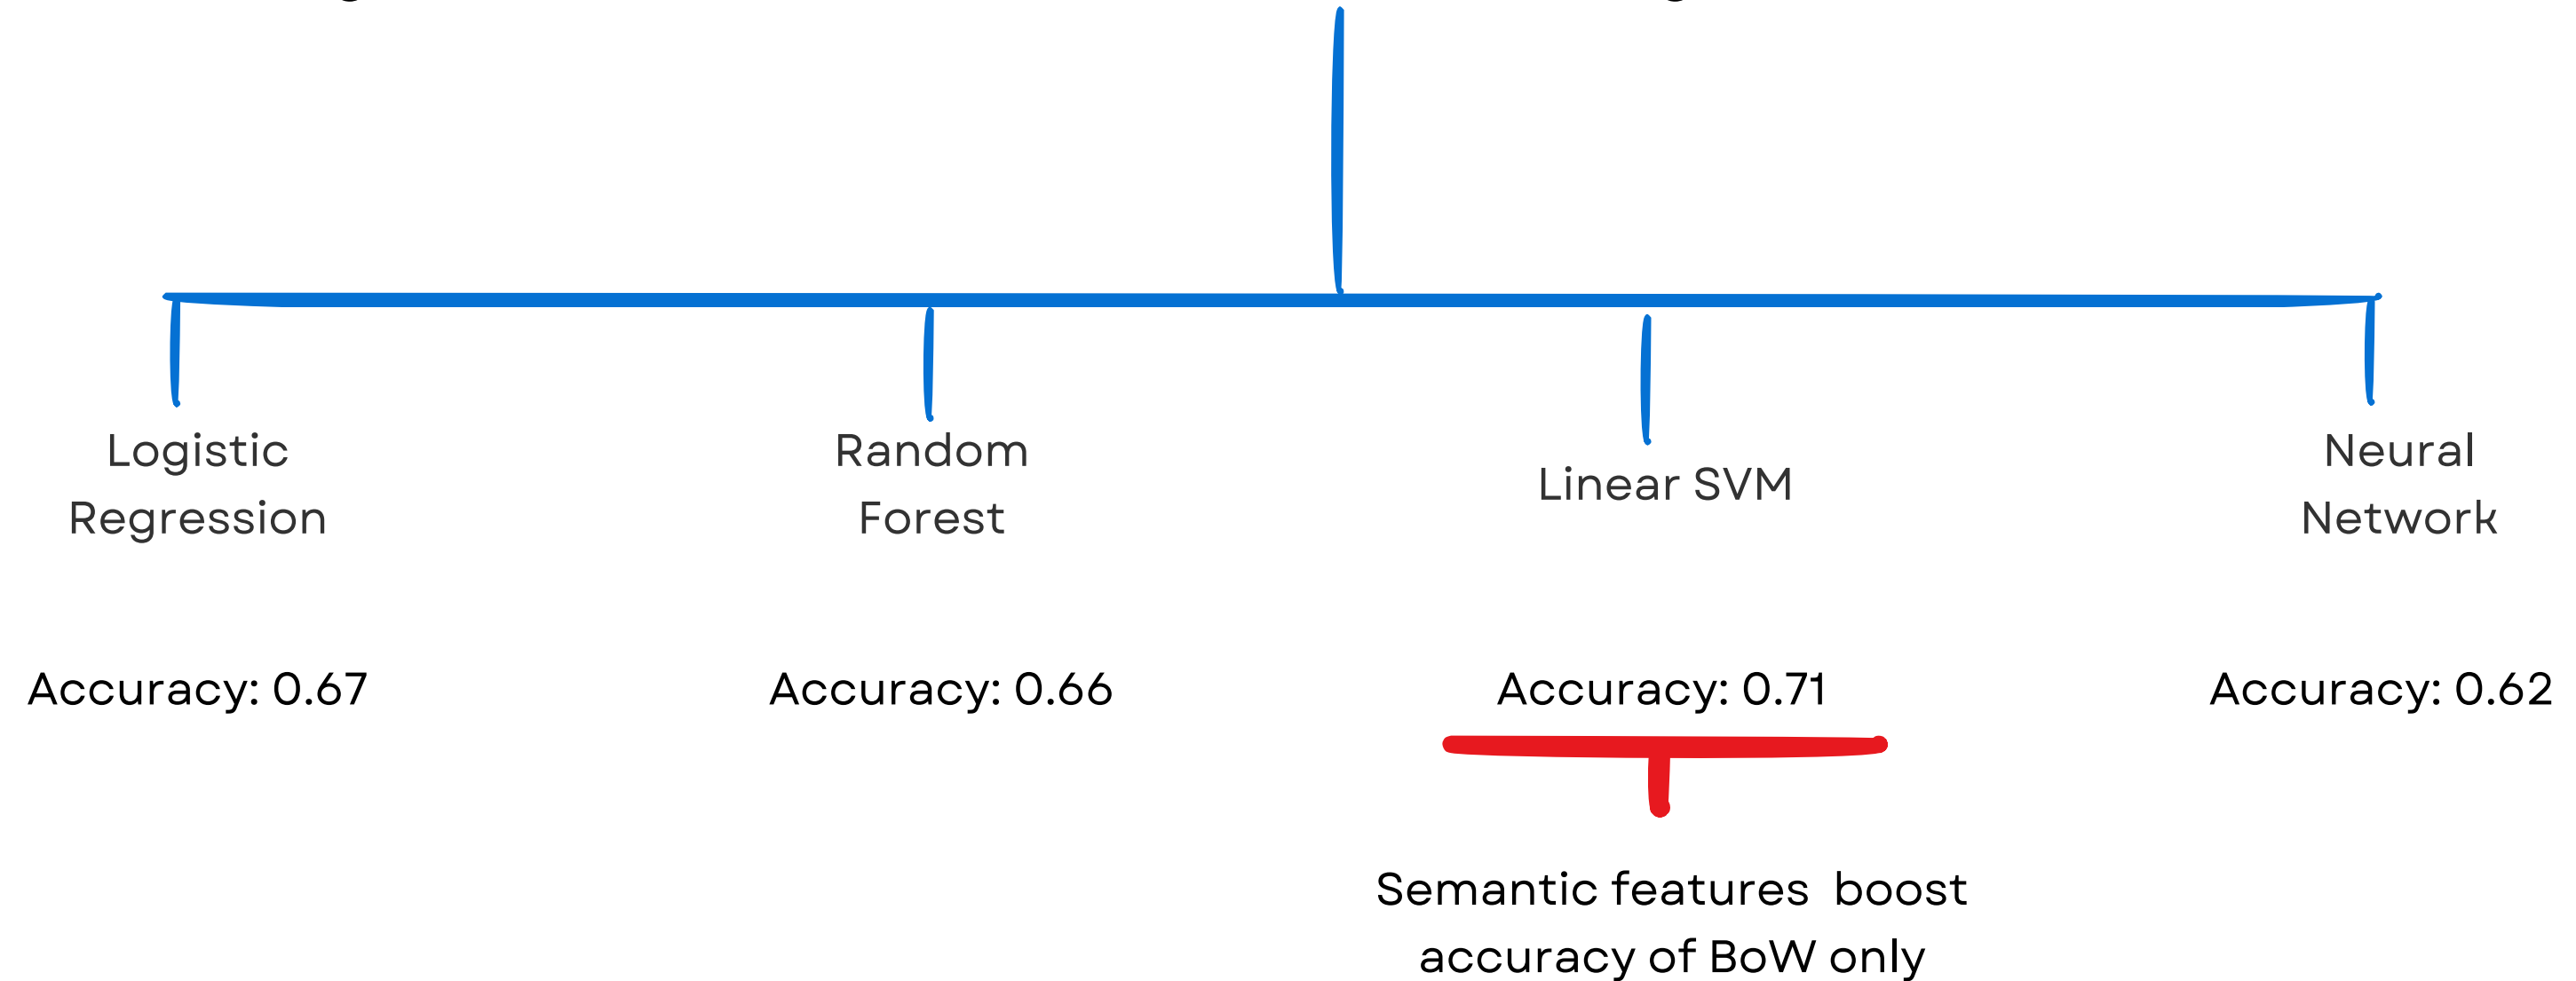 Logistic
Regression
Random
Forest
Linear SVM
Neural
Network
Accuracy: 0.67
Accuracy: 0.66
Accuracy: 0.71
Accuracy: 0.62
Semantic features  boost
accuracy of BoW only